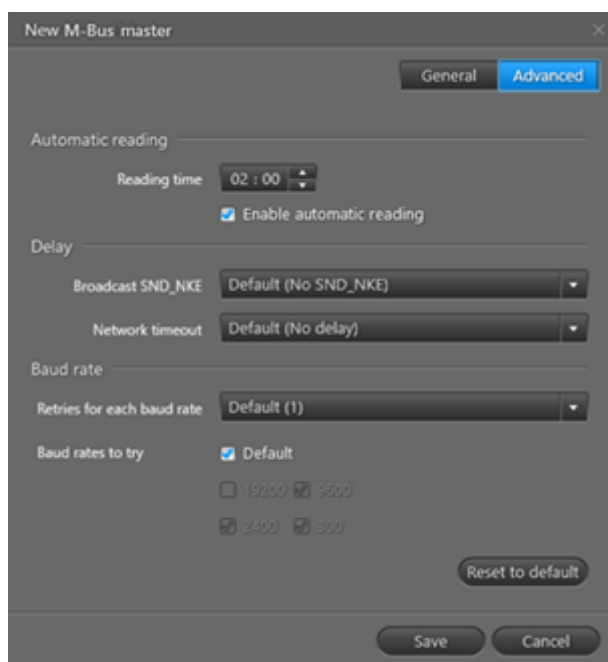 New M-Bus master
General Advanced
Automatic reading
Reading time 02 : 00
Enable automatic reading
Delay
Broadcast SND_NKE Default (No SND_NKE)
Network timeout Default (No delay)
Baud rate
Retries for each baud rate Default (1)
Baud rates to try Default
19200 9600
2400 300
Reset to default
Save Cancel